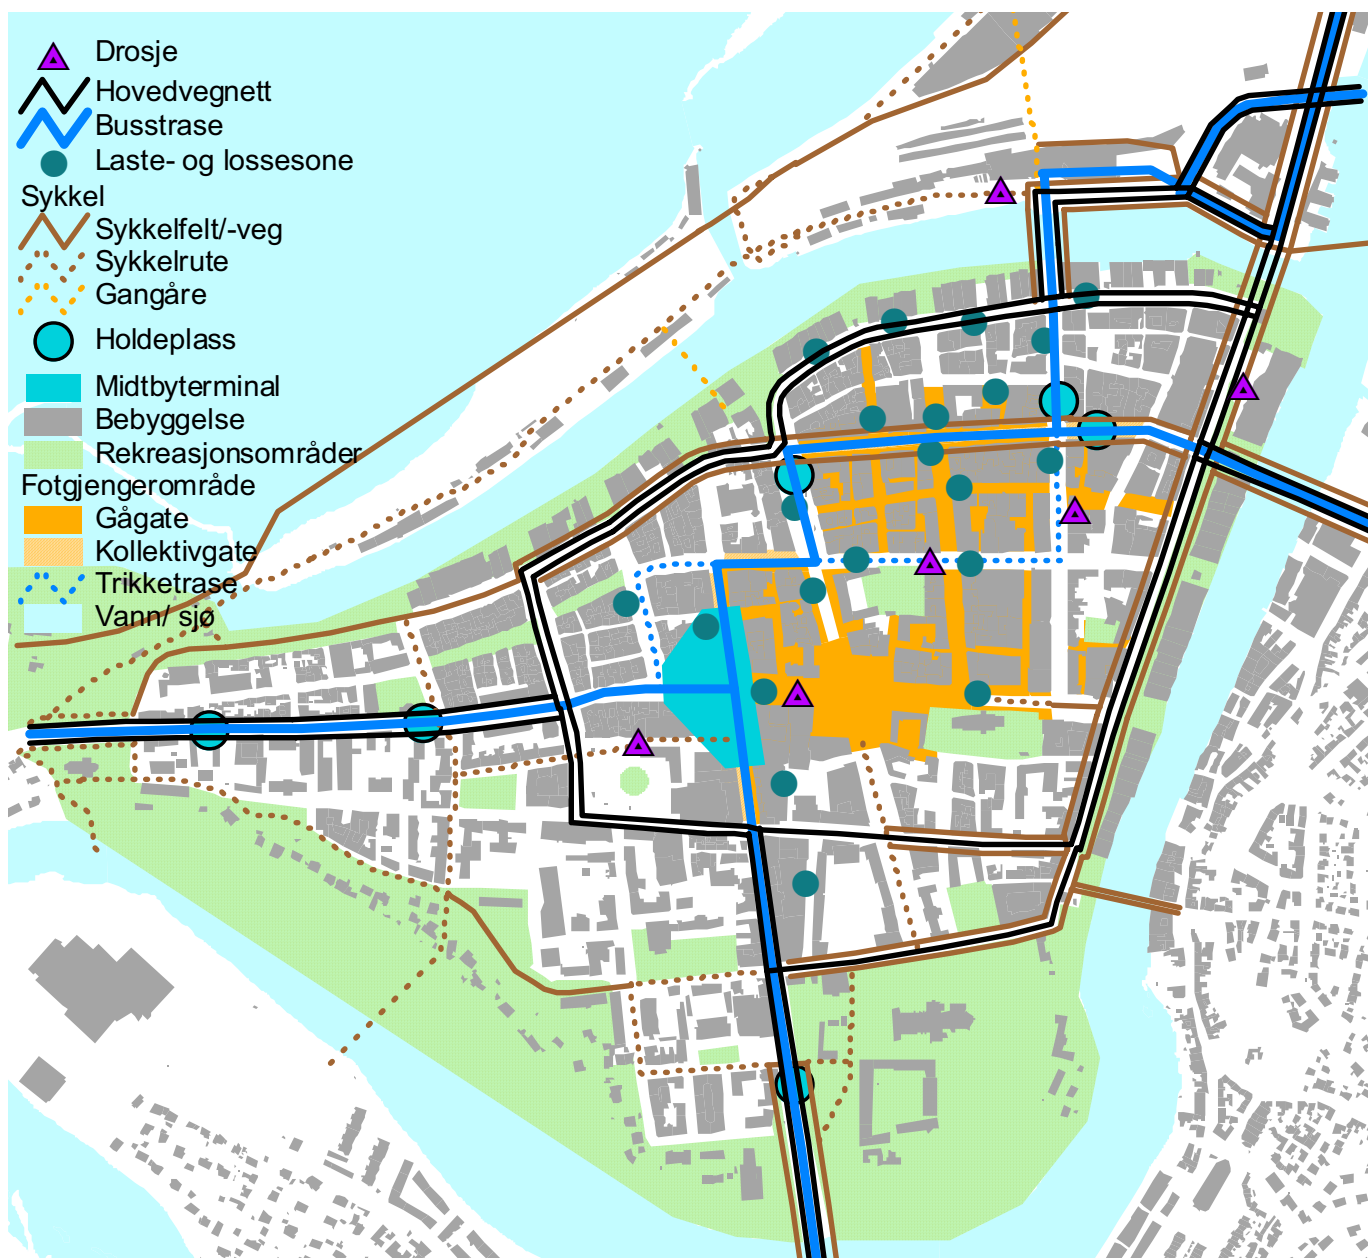 Drosje
Hovedvegnett
Busstrase
Laste- og lossesone
Sykkel
Sykkelfelt/-veg
Sykkelrute
Gangåre
Holdeplass
Midtbyterminal
Bebyggelse
Rekreasjonsområder
Fotgjengerområde
Gågate
Kollektivgate
Trikketrase
Vann/ sjø